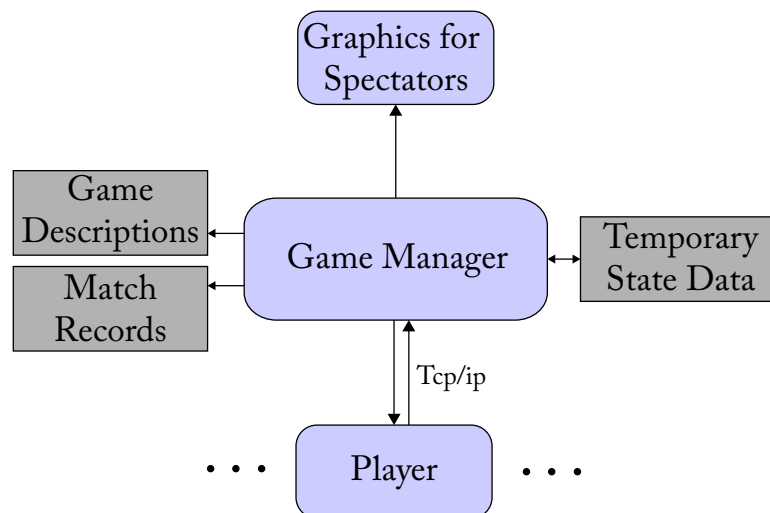 Graphics for
Spectators
Game
Descriptions
Match
Records
Game Manager
Temporary
State Data
Tcp/ip
Player